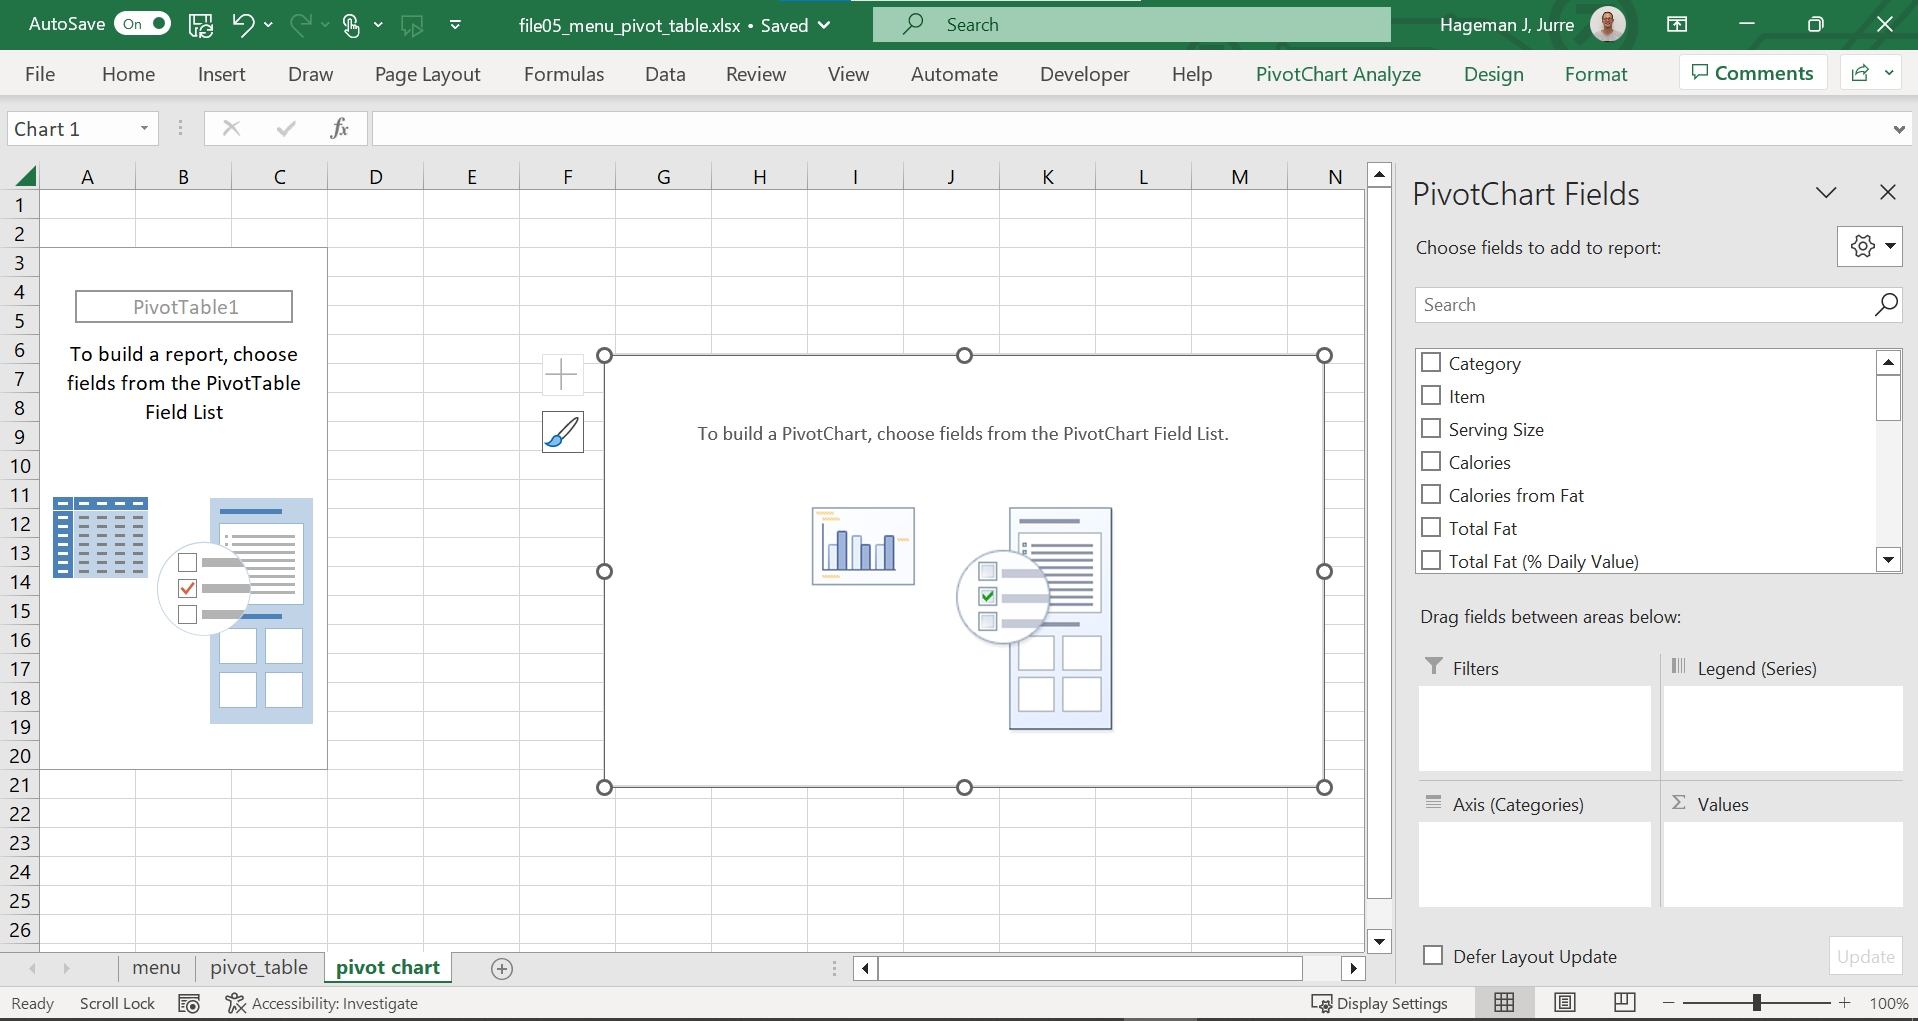 AutoSave On file05_menu_pivot_table.xlsx • Saved Search Hageman J, Jurre
File Home Insert Draw Page Layout Formulas Data Review View Automate Developer Help PivotChart Analyze Design Format Comments
Chart 1 fx
A B C D E F G H I J K L M N
1
2
3
4
5
6
7
8
9
10
11
12
13
14
15
16
17
18
19
20
21
22
23
24
25
26
PivotTable1
To build a report, choose
fields from the PivotTable
Field List
To build a PivotChart, choose fields from the PivotChart Field List.
PivotChart Fields
Choose fields to add to report:
Search
Category
Item
Serving Size
Calories
Calories from Fat
Total Fat
Total Fat (% Daily Value)
Drag fields between areas below:
Filters
Legend (Series)
Axis (Categories)
Σ Values
Defer Layout Update
Update
menu pivot_table pivot chart
Ready Scroll Lock Accessibility: Investigate Display Settings 100%